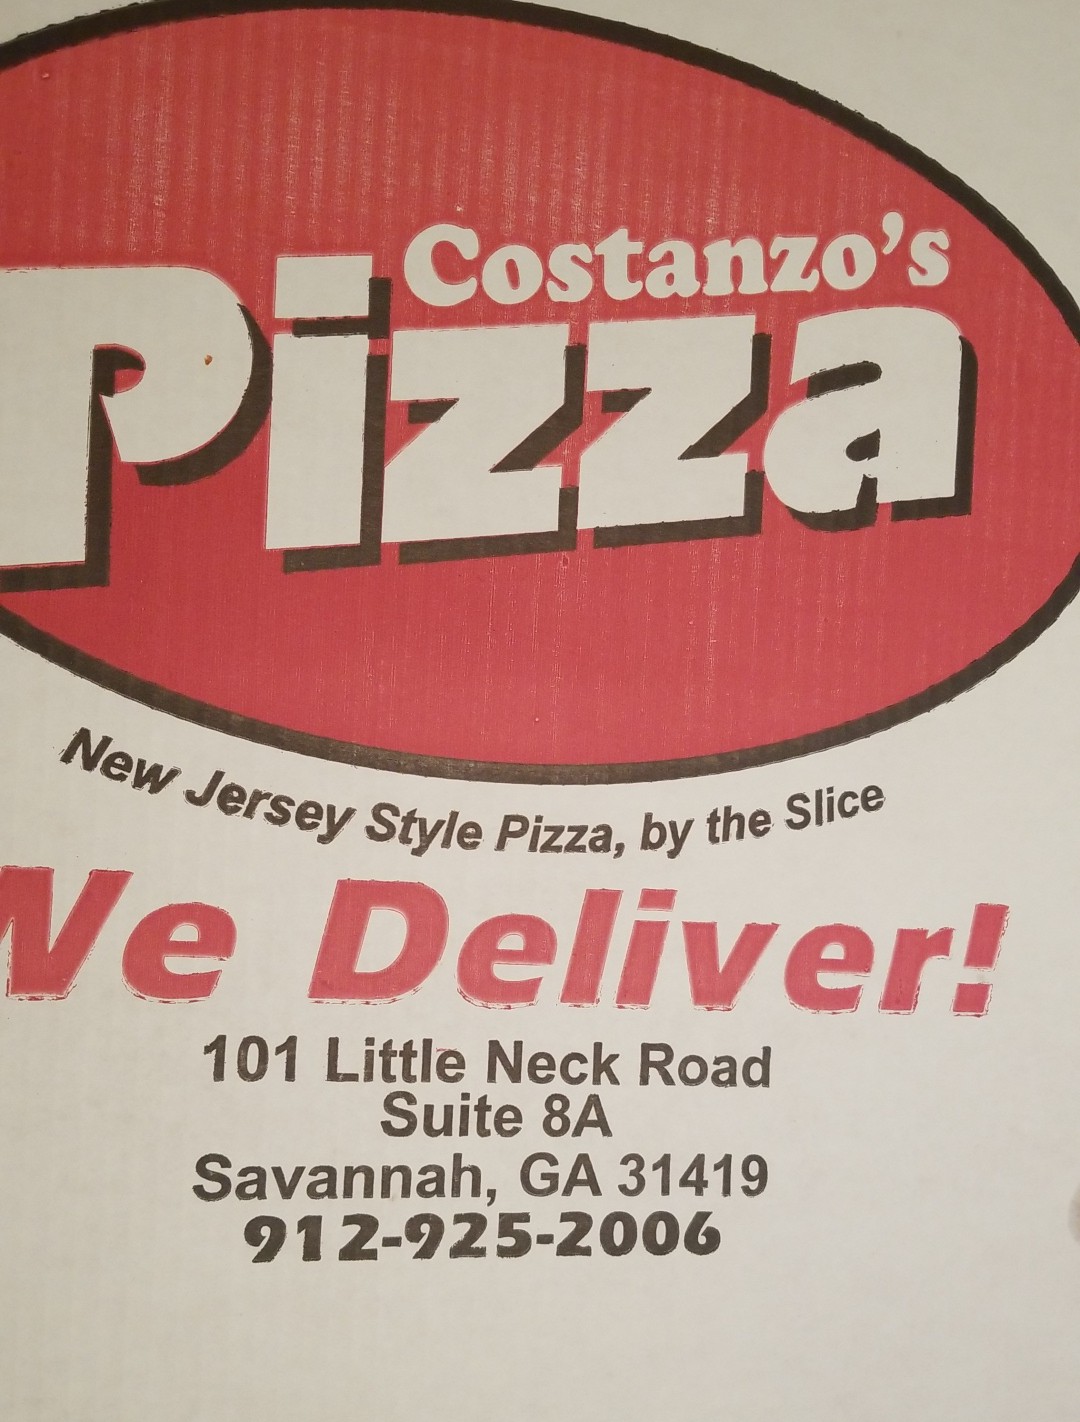 Costanzo's
Pizza
New Jersey Style Pizza, by the Slice
We Deliver!
101 Little Neck Road
Suite 8A
Savannah, GA 31419
912-925-2006